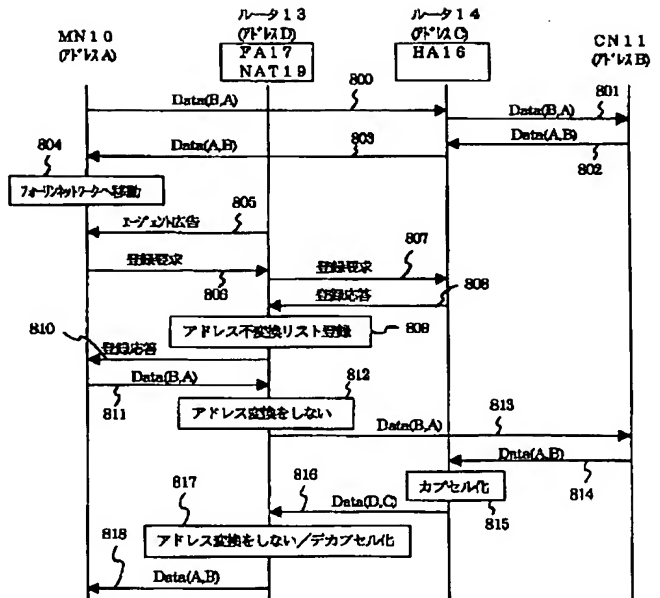 ルータ13
ルータ14
MN10
(アドレスD)
(アドレスC)
CN11
(アドレスA)
FA17
NAT19
HA16
(アドレスB)
800
Data(B,A)
801
Data(B,A)
804
803
Data(A,B)
Data(A,B)
802
フォーリンネットワークへ移動
805
エージェント広告
807
登録要求
登録要求
806
808
登録応答
アドレス不変換リスト登録
809
810
登録応答
Data(B,A)
812
811
アドレス変換をしない
813
Data(B,A)
Data(A,B)
814
817
816
カプセル化
Data(D,C)
815
アドレス変換をしない/デカプセル化
818
Data(A,B)